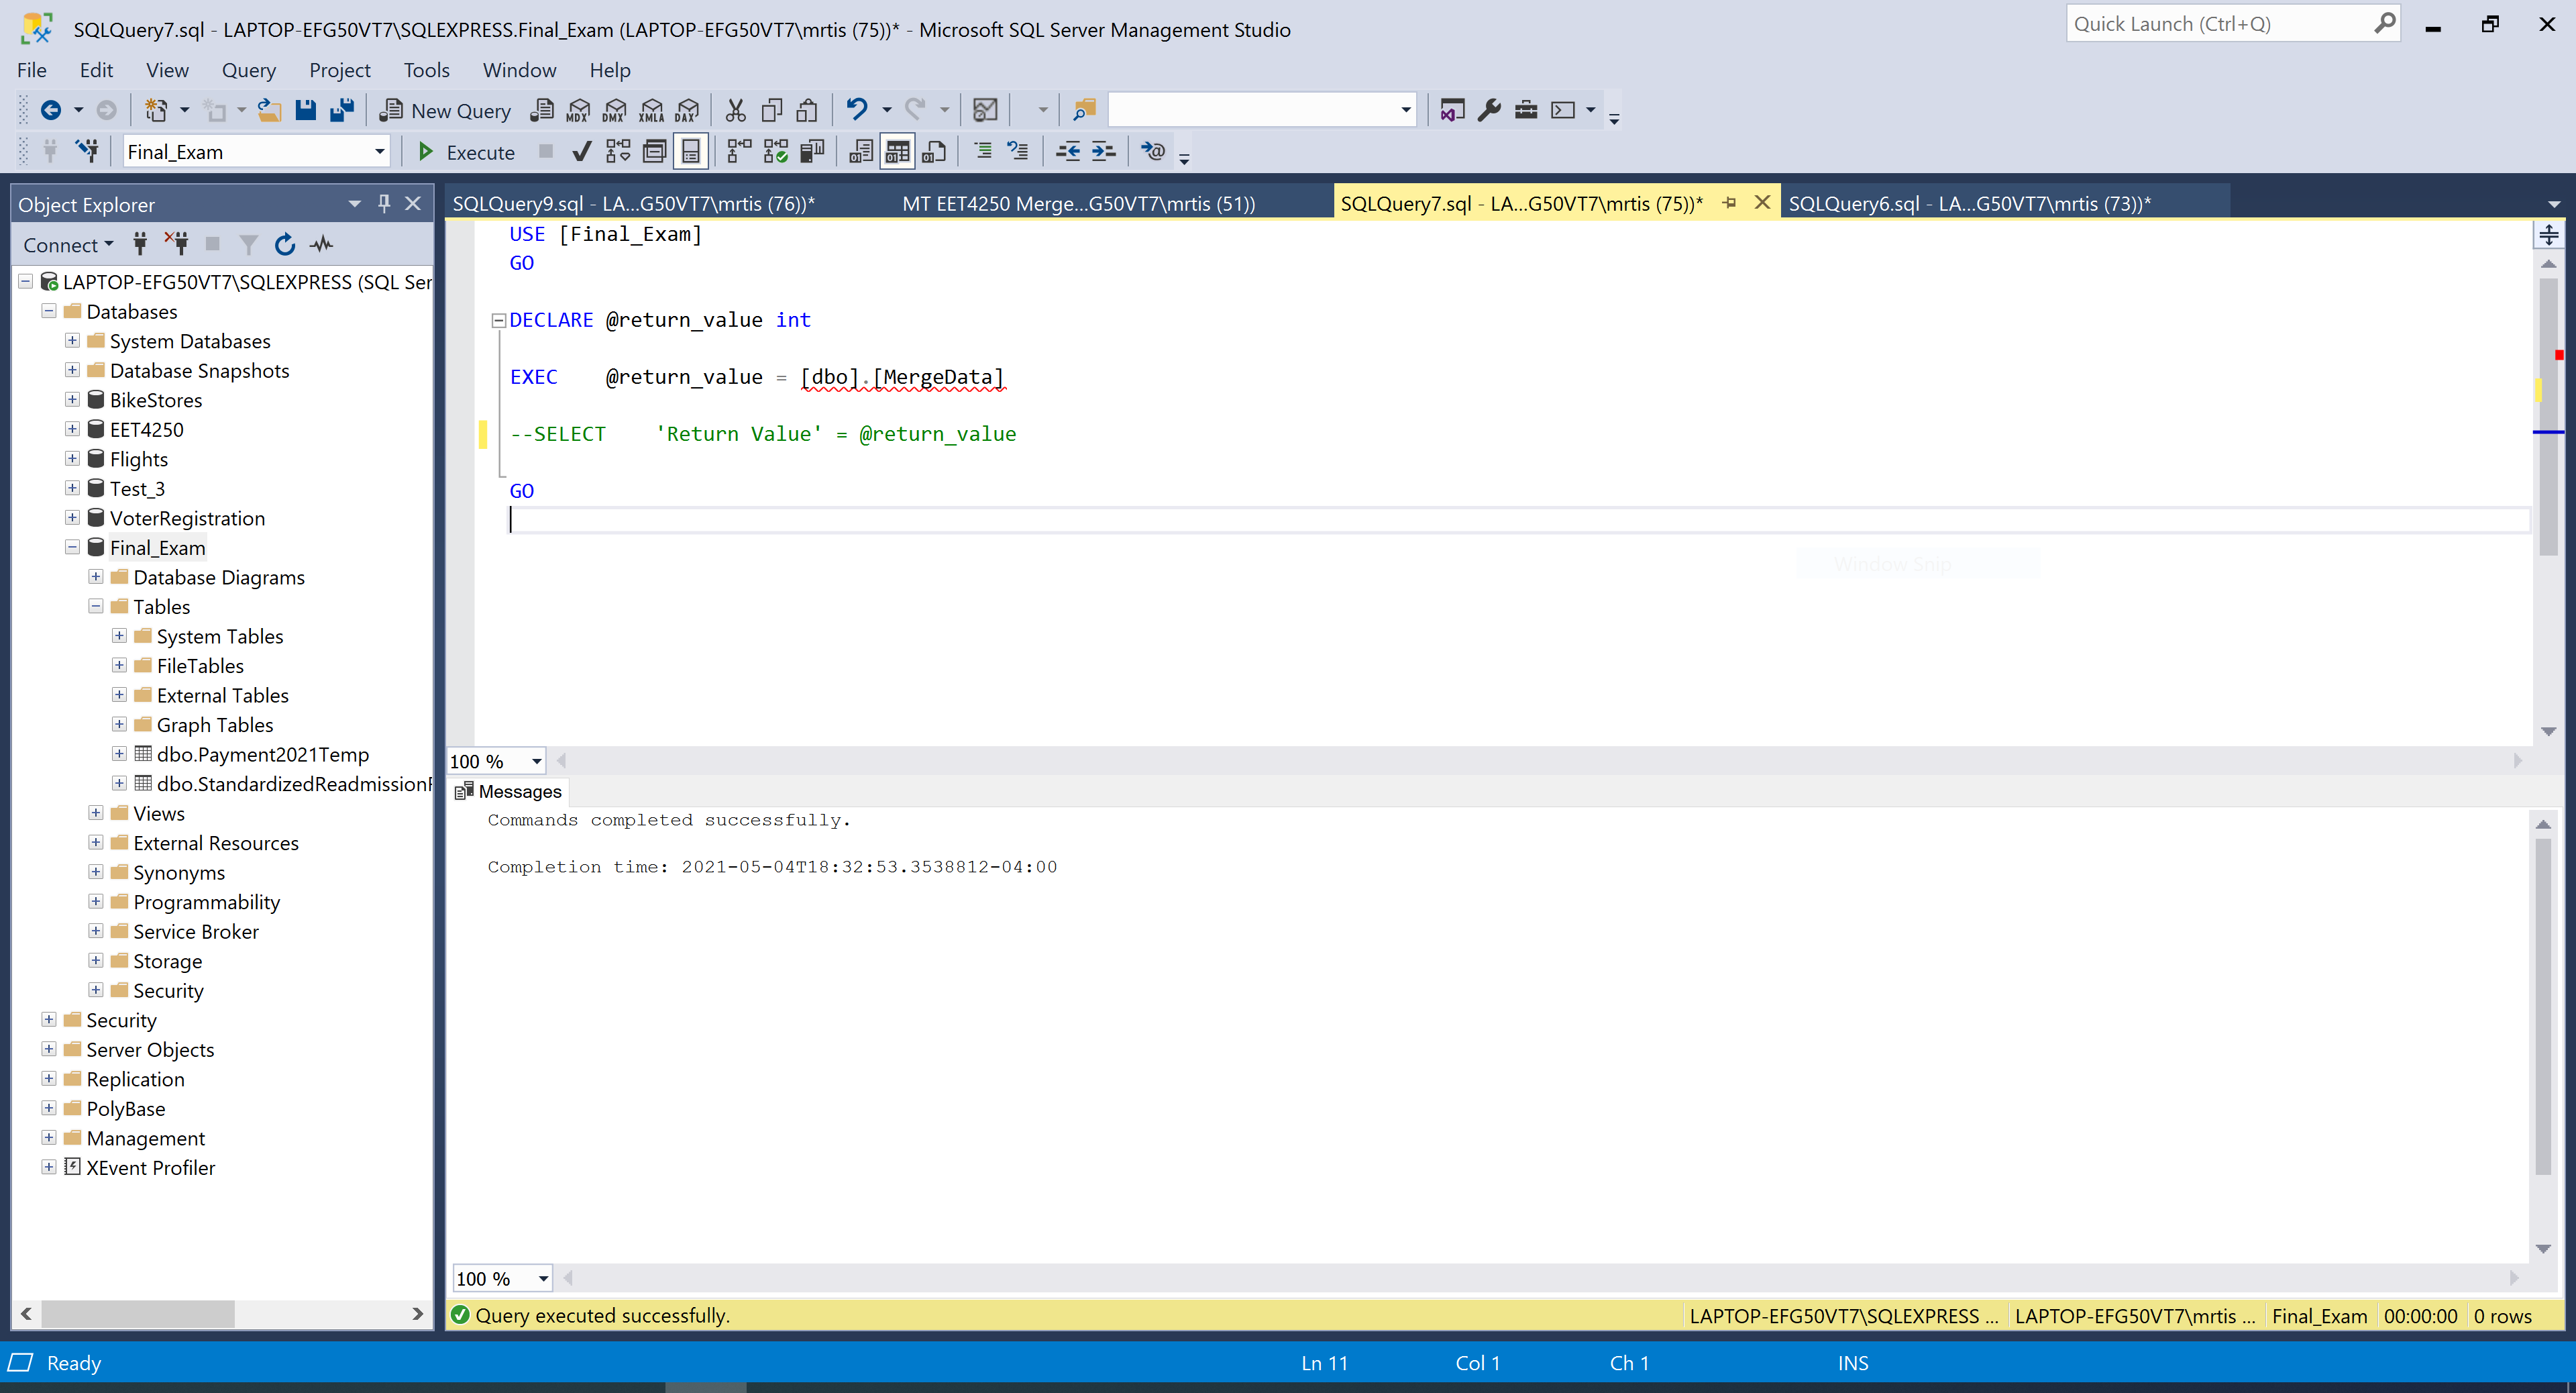 SQLQuery7.sql - LAPTOP-EFG50VT7\SQLEXPRESS.Final_Exam (LAPTOP-EFG50VT7\mrtis (75))* - Microsoft SQL Server Management Studio
Quick Launch (Ctrl+Q)
File Edit View Query Project Tools Window Help
New Query MDX DMX XMLA DAX
Final_Exam Execute
Object Explorer
SQLQuery9.sql - LA...G50VT7\mrtis (76))* MT EET4250 Merge...G50VT7\mrtis (51)) SQLQuery7.sql - LA...G50VT7\mrtis (75))* SQLQuery6.sql - LA...G50VT7\mrtis (73))*
Connect
LAPTOP-EFG50VT7\SQLEXPRESS (SQL Ser
Databases
System Databases
Database Snapshots
BikeStores
EET4250
Flights
Test_3
VoterRegistration
Final_Exam
Database Diagrams
Tables
System Tables
FileTables
External Tables
Graph Tables
dbo.Payment2021Temp
dbo.StandardizedReadmissionR
Views
External Resources
Synonyms
Programmability
Service Broker
Storage
Security
Security
Server Objects
Replication
PolyBase
Management
XEvent Profiler
USE [Final_Exam]
GO
DECLARE @return_value int
EXEC @return_value = [dbo].[MergeData]
--SELECT 'Return Value' = @return_value
GO
Window Snip
100 %
Messages
Commands completed successfully.
Completion time: 2021-05-04T18:32:53.3538812-04:00
100 %
Query executed successfully. LAPTOP-EFG50VT7\SQLEXPRESS ... LAPTOP-EFG50VT7\mrtis ... Final_Exam 00:00:00 0 rows
Ready Ln 11 Col 1 Ch 1 INS